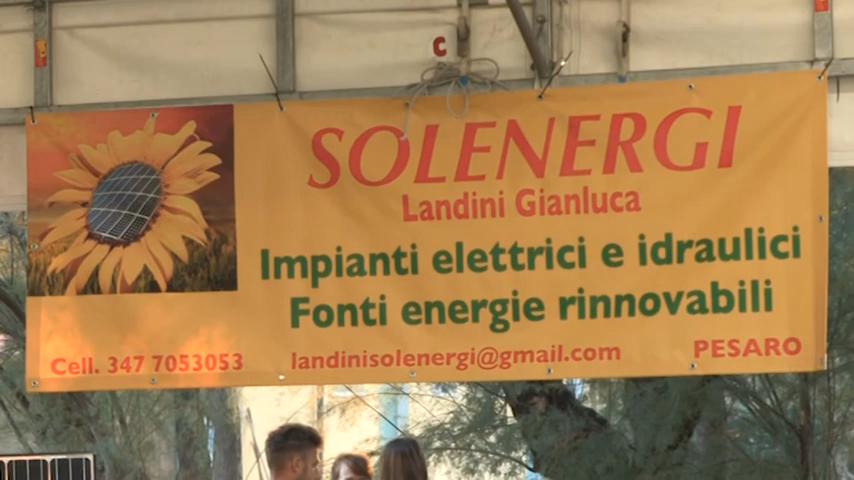 C
SOLENERGI
Landini Gianluca
Impianti elettrici e idraulici
Fonti energie rinnovabili
Cell. 347 7053053 landinisolenergi@gmail.com PESARO